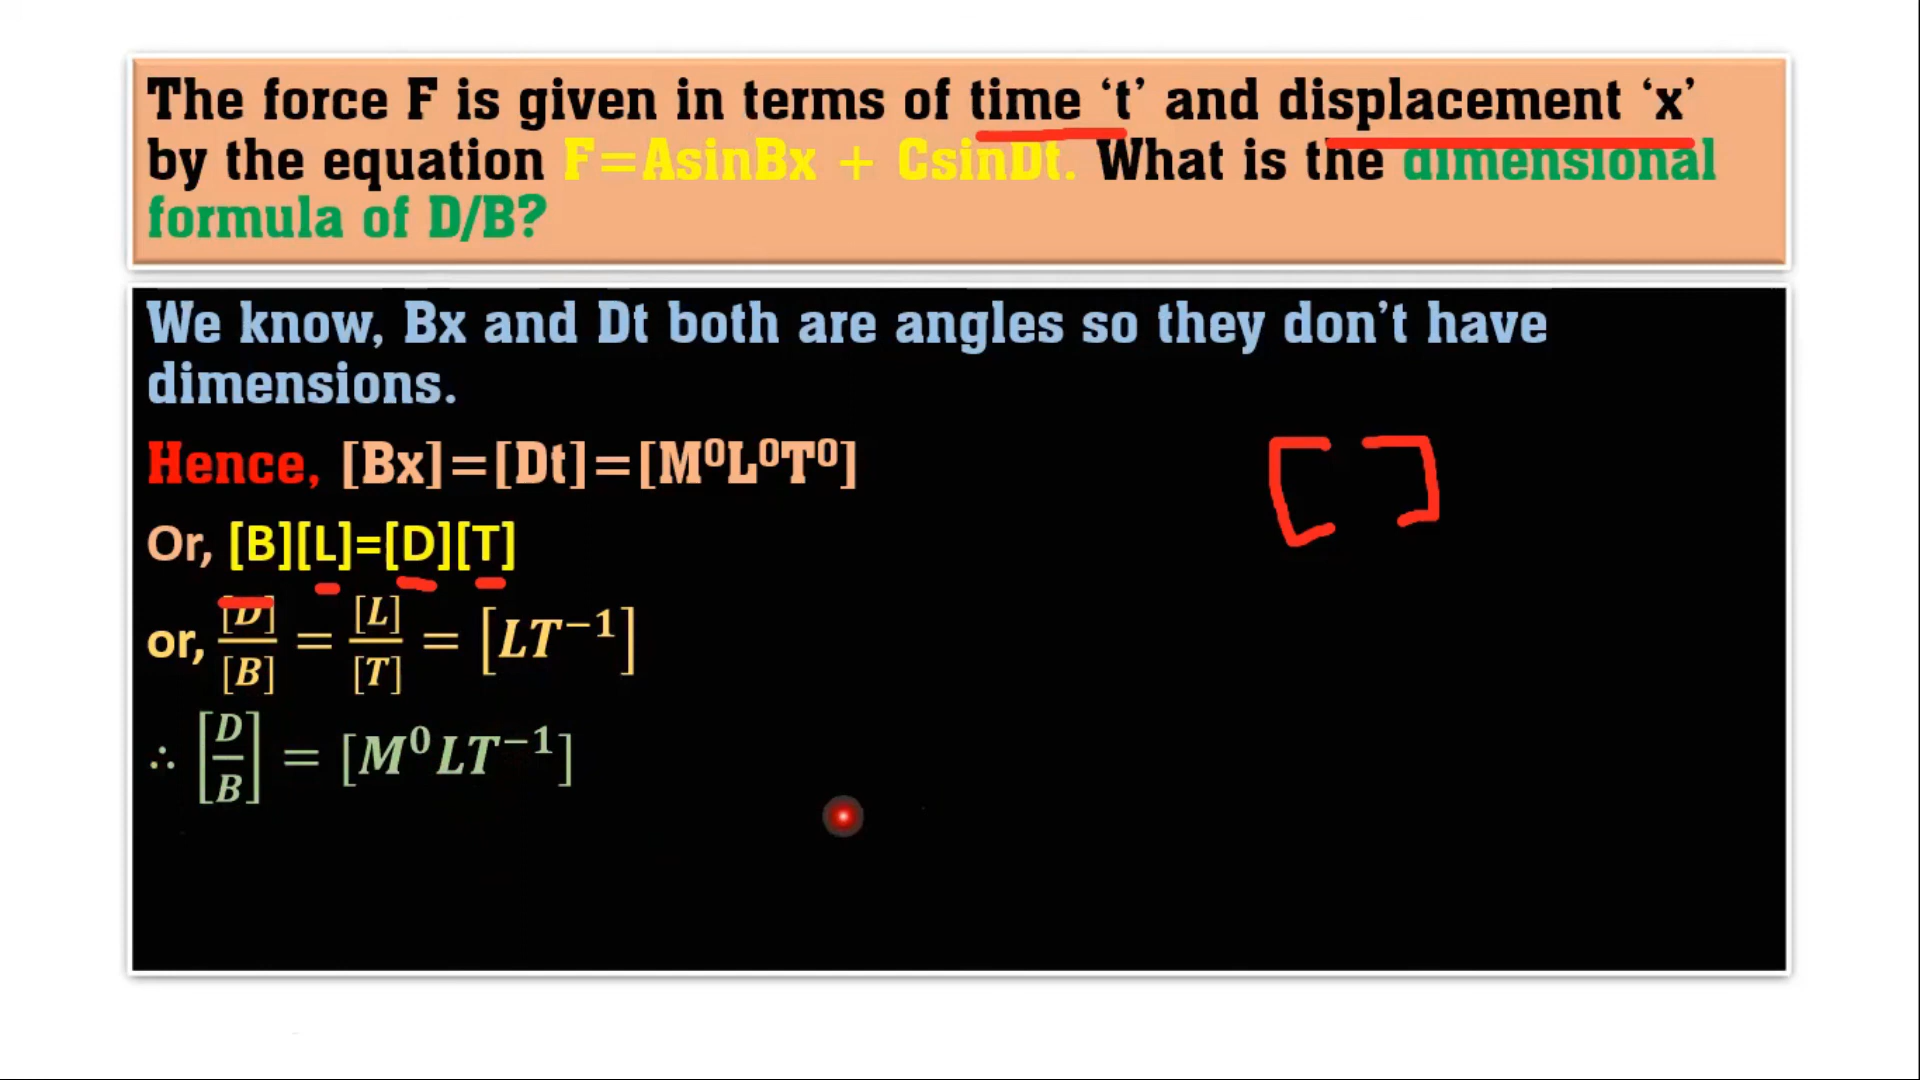 The force F is given in terms of time ‘t’ and displacement ‘x’
by the equation F=AsinBx + CsinDt. What is the dimensional
formula of D/B?
We know, Bx and Dt both are angles so they don’t have
dimensions.
Hence, [Bx]=[Dt]=[M⁰L⁰T⁰]
Or, [B][L]=[D][T]
or, [D]/[B] = [L]/[T] = [LT⁻¹]
∴ [D/B] = [M⁰LT⁻¹]